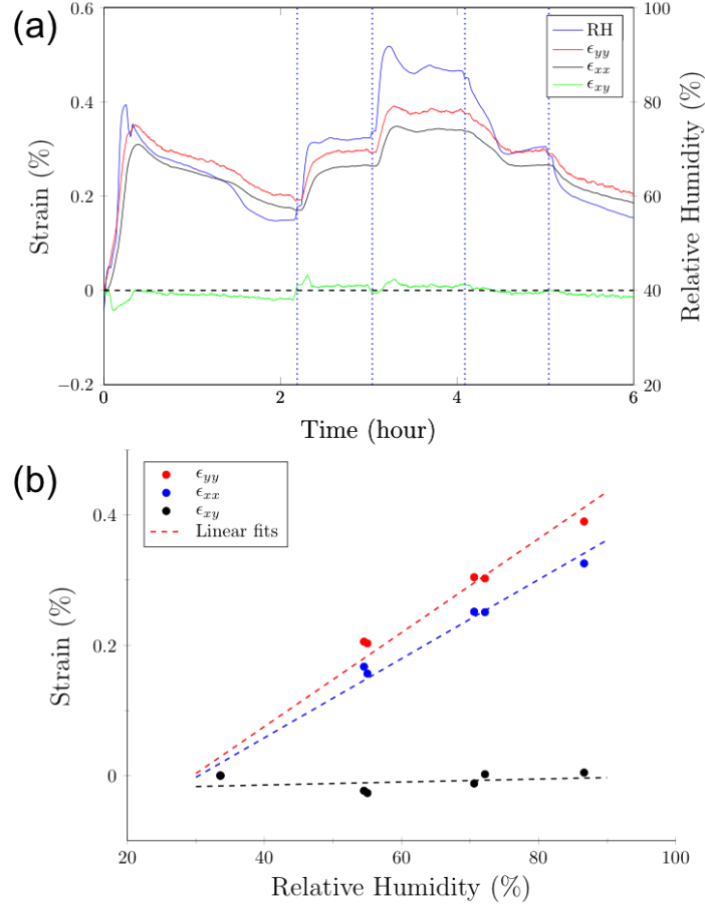 (a)
0.6
0.4
0.2
0
−0.2
Strain (%)
0
2
4
6
Time (hour)
100
80
60
40
20
Relative Humidity (%)
RH
ϵyy
ϵxx
ϵxy
(b)
ϵyy
ϵxx
ϵxy
Linear fits
0.4
0.2
0
Strain (%)
20
40
60
80
100
Relative Humidity (%)